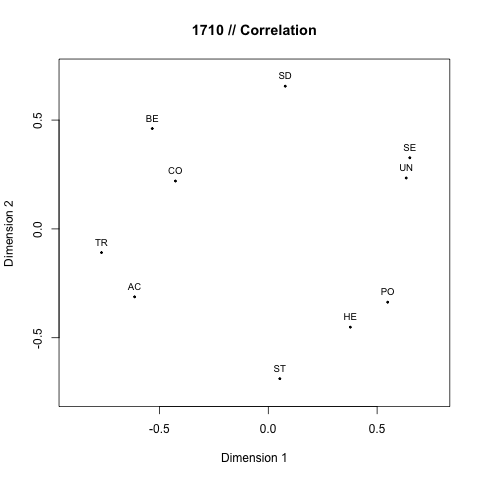 1710 // Correlation
SD
BE
SE
CO
UN
TR
AC
PO
HE
ST
0.5
0.0
-0.5
Dimension 2
-0.5
0.0
0.5
Dimension 1